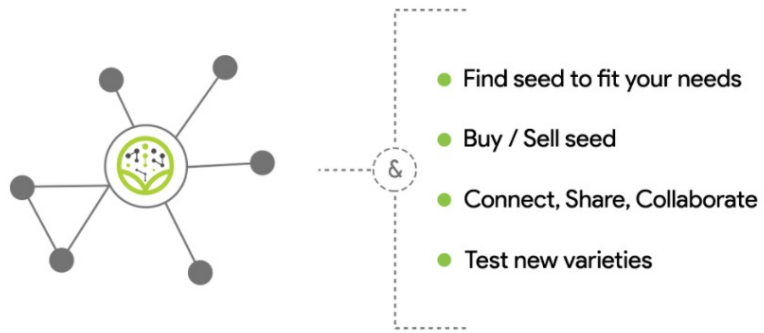 &
Find seed to fit your needs
Buy / Sell seed
Connect, Share, Collaborate
Test new varieties